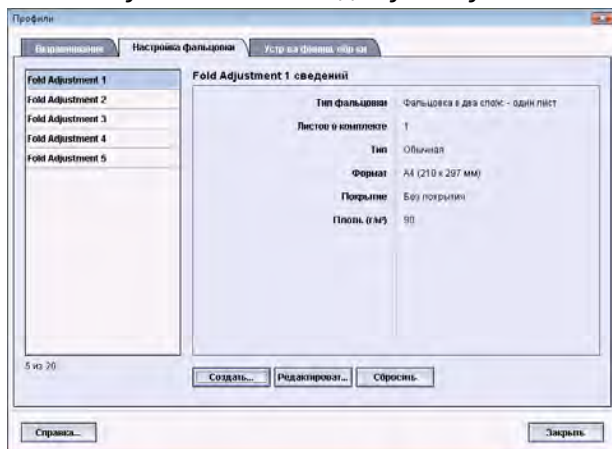 Профили
Выравнивание
Настройка фальцовки
Fold Adjustment 1
Fold Adjustment 2
Fold Adjustment 3
Fold Adjustment 4
Fold Adjustment 5
5 из 20
Fold Adjustment 1 сведений
Тип фальцовки Фальцовка в два слож. - один лист
Листов в комплекте 1
Тип Обычная
Формат A4 (210 x 297 мм)
Покрытие Без покрытия
Плотн. (г/м²) 90
Создать... Редактироват... Сбросить
Справка... Закрыть